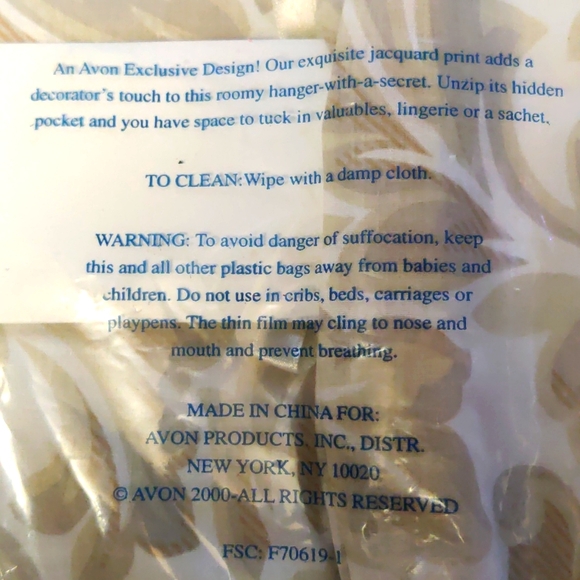 An Avon Exclusive Design! Our exquisite jacquard print adds a
decorator's touch to this roomy hanger-with-a-secret. Unzip its hidden
pocket and you have space to tuck in valuables, lingerie or a sachet.
TO CLEAN: Wipe with a damp cloth.
WARNING: To avoid danger of suffocation, keep
this and all other plastic bags away from babies and
children. Do not use in cribs, beds, carriages or
playpens. The thin film may cling to nose and
mouth and prevent breathing.
MADE IN CHINA FOR:
AVON PRODUCTS, INC., DISTR.
NEW YORK, NY 10020
© AVON 2000-ALL RIGHTS RESERVED
FSC: F70619-1